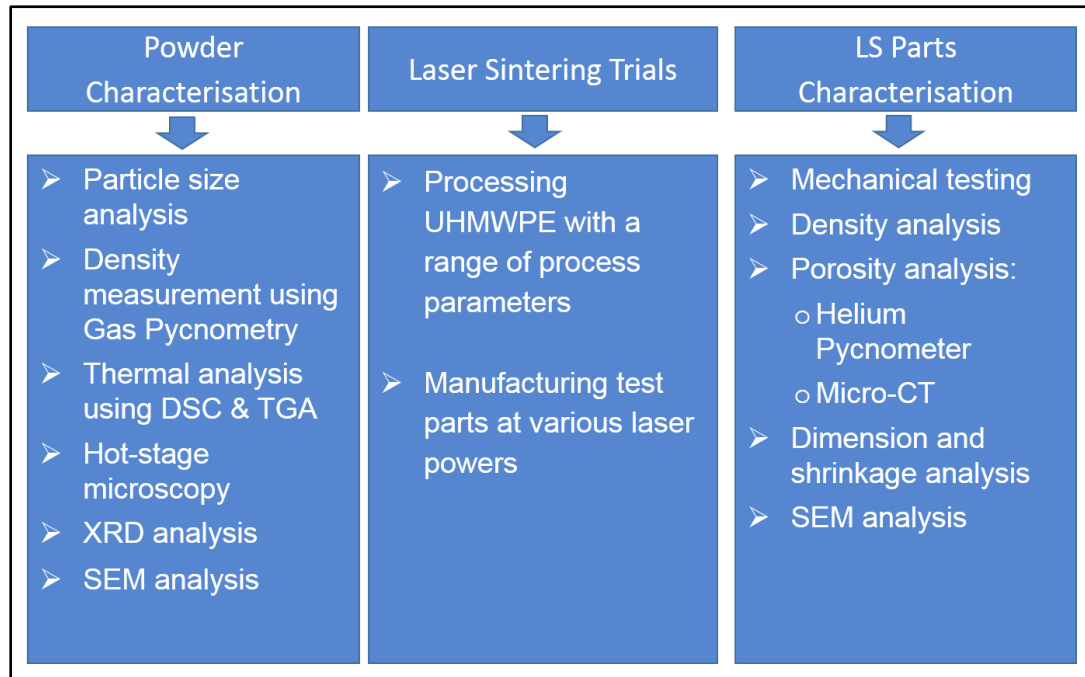 Powder
Characterisation
➢ Particle size
analysis
➢ Density
measurement using
Gas Pycnometry
➢ Thermal analysis
using DSC & TGA
➢ Hot-stage
microscopy
➢ XRD analysis
➢ SEM analysis
Laser Sintering Trials
➢ Processing
UHMWPE with a
range of process
parameters
➢ Manufacturing test
parts at various laser
powers
LS Parts
Characterisation
➢ Mechanical testing
➢ Density analysis
➢ Porosity analysis:
o Helium
Pycnometer
o Micro-CT
➢ Dimension and
shrinkage analysis
➢ SEM analysis